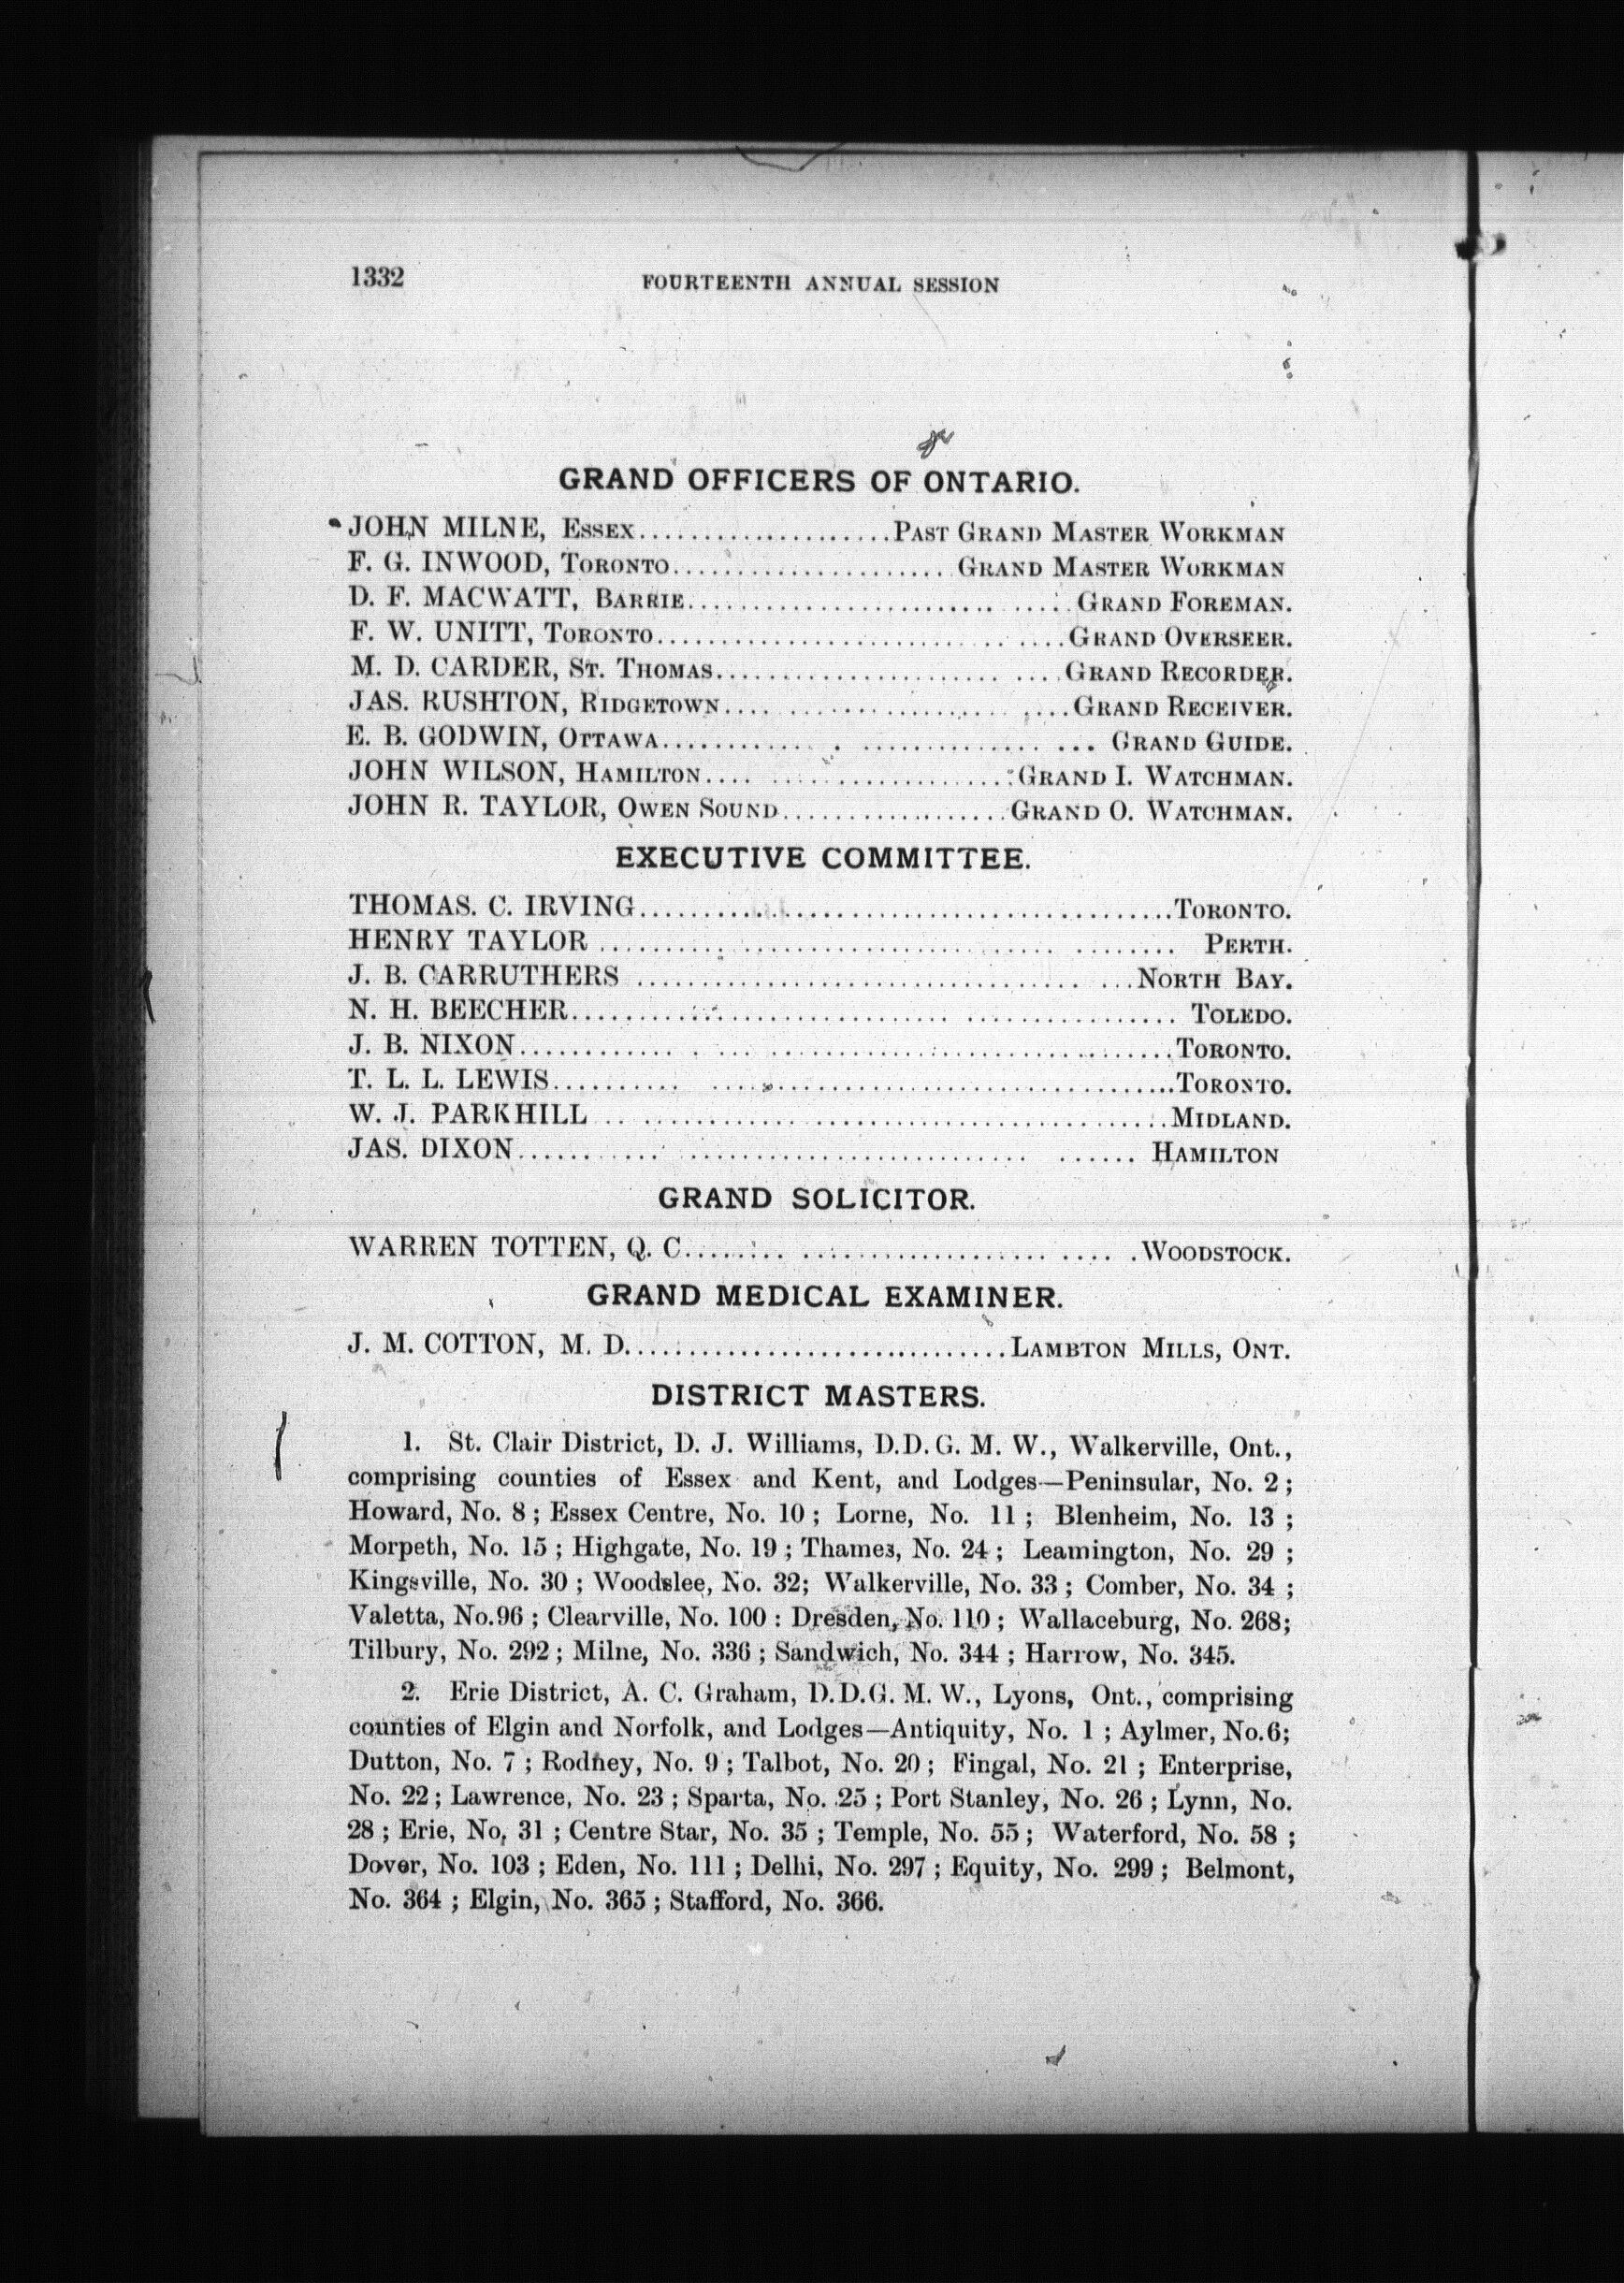 1332 FOURTEENTH ANNUAL SESSION
GRAND OFFICERS OF ONTARIO.
JOHN MILNE, ESSEX....................PAST GRAND MASTER WORKMAN
F. G. INWOOD, TORONTO..................... GRAND MASTER WORKMAN
D. F. MACWATT, BARRIE........................ .... GRAND FOREMAN.
F. W. UNITT, TORONTO........................... ....GRAND OVERSEER.
M. D. CARDER, ST. THOMAS........................ ....GRAND RECORDER.
JAS. RUSHTON, RIDGETOWN.... .................. ....GRAND RECEIVER.
E. B. GODWIN, OTTAWA............ . .............. ... GRAND GUIDE.
JOHN WILSON, HAMILTON.... ....................GRAND I. WATCHMAN.
JOHN R. TAYLOR, OWEN SOUND..................GRAND O. WATCHMAN.
EXECUTIVE COMMITTEE.
THOMAS. C. IRVING..........................................TORONTO.
HENRY TAYLOR .......... ........................ ........ PERTH.
J. B. CARRUTHERS ................................... ...NORTH BAY.
N. H. BEECHER.............................. ................. TOLEDO.
J. B. NIXON............ . ... ................................TORONTO.
T. L. L. LEWIS.......... ....................................TORONTO.
W. J. PARKHILL ... ............ ............................MIDLAND.
JAS. DIXON........... .......................... ...... HAMILTON
GRAND SOLICITOR.
WARREN TOTTEN, Q. C........ ................... .... .WOODSTOCK.
GRAND MEDICAL EXAMINER.
J. M. COTTON, M. D..............................LAMBTON MILLS, ONT.
DISTRICT MASTERS.
1. St. Clair District, D. J. Williams, D.D.G. M. W., Walkerville, Ont.,
comprising counties of Essex and Kent, and Lodges—Peninsular, No. 2;
Howard, No. 8 ; Essex Centre, No. 10 ; Lorne, No. 11 ; Blenheim, No. 13 ;
Morpeth, No. 15 ; Highgate, No. 19 ; Thames, No. 24 ; Leamington, No. 29 ;
Kingsville, No. 30 ; Woodslee, No. 32; Walkerville, No. 33 ; Comber, No. 34 ;
Valetta, No.96 ; Clearville, No. 100 : Dresden, No. 110 ; Wallaceburg, No. 268;
Tilbury, No. 292 ; Milne, No. 336 ; Sandwich, No. 344 ; Harrow, No. 345.
2. Erie District, A. C. Graham, D.D.G. M. W., Lyons, Ont., comprising
counties of Elgin and Norfolk, and Lodges—Antiquity, No. 1 ; Aylmer, No.6;
Dutton, No. 7 ; Rodney, No. 9 ; Talbot, No. 20 ; Fingal, No. 21 ; Enterprise,
No. 22 ; Lawrence, No. 23 ; Sparta, No. 25 ; Port Stanley, No. 26 ; Lynn, No.
28 ; Erie, No. 31 ; Centre Star, No. 35 ; Temple, No. 55 ; Waterford, No. 58 ;
Dover, No. 103 ; Eden, No. 111 ; Delhi, No. 297 ; Equity, No. 299 ; Belmont,
No. 364 ; Elgin, No. 365 ; Stafford, No. 366.